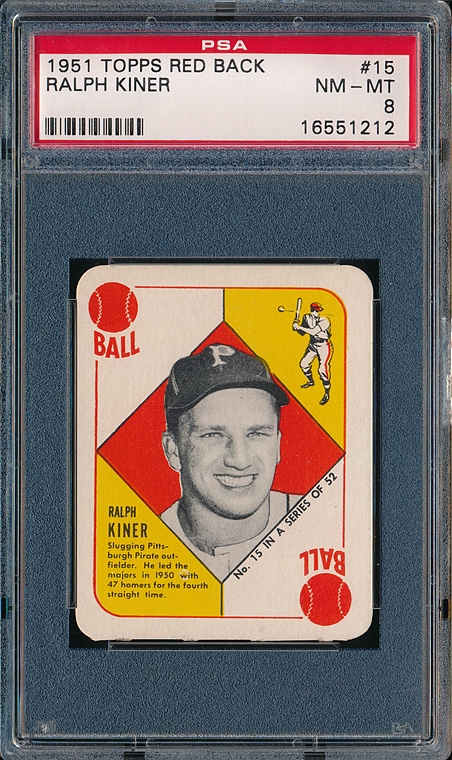 PSA
1951 TOPPS RED BACK #15
RALPH KINER NM - MT
8
16551212
BALL
P
RALPH
KINER
Slugging Pitts-
burgh Pirate out-
fielder. He led the
majors in 1950 with
47 homers for the fourth
straight time.
No. 15 IN A SERIES OF 52
BALL